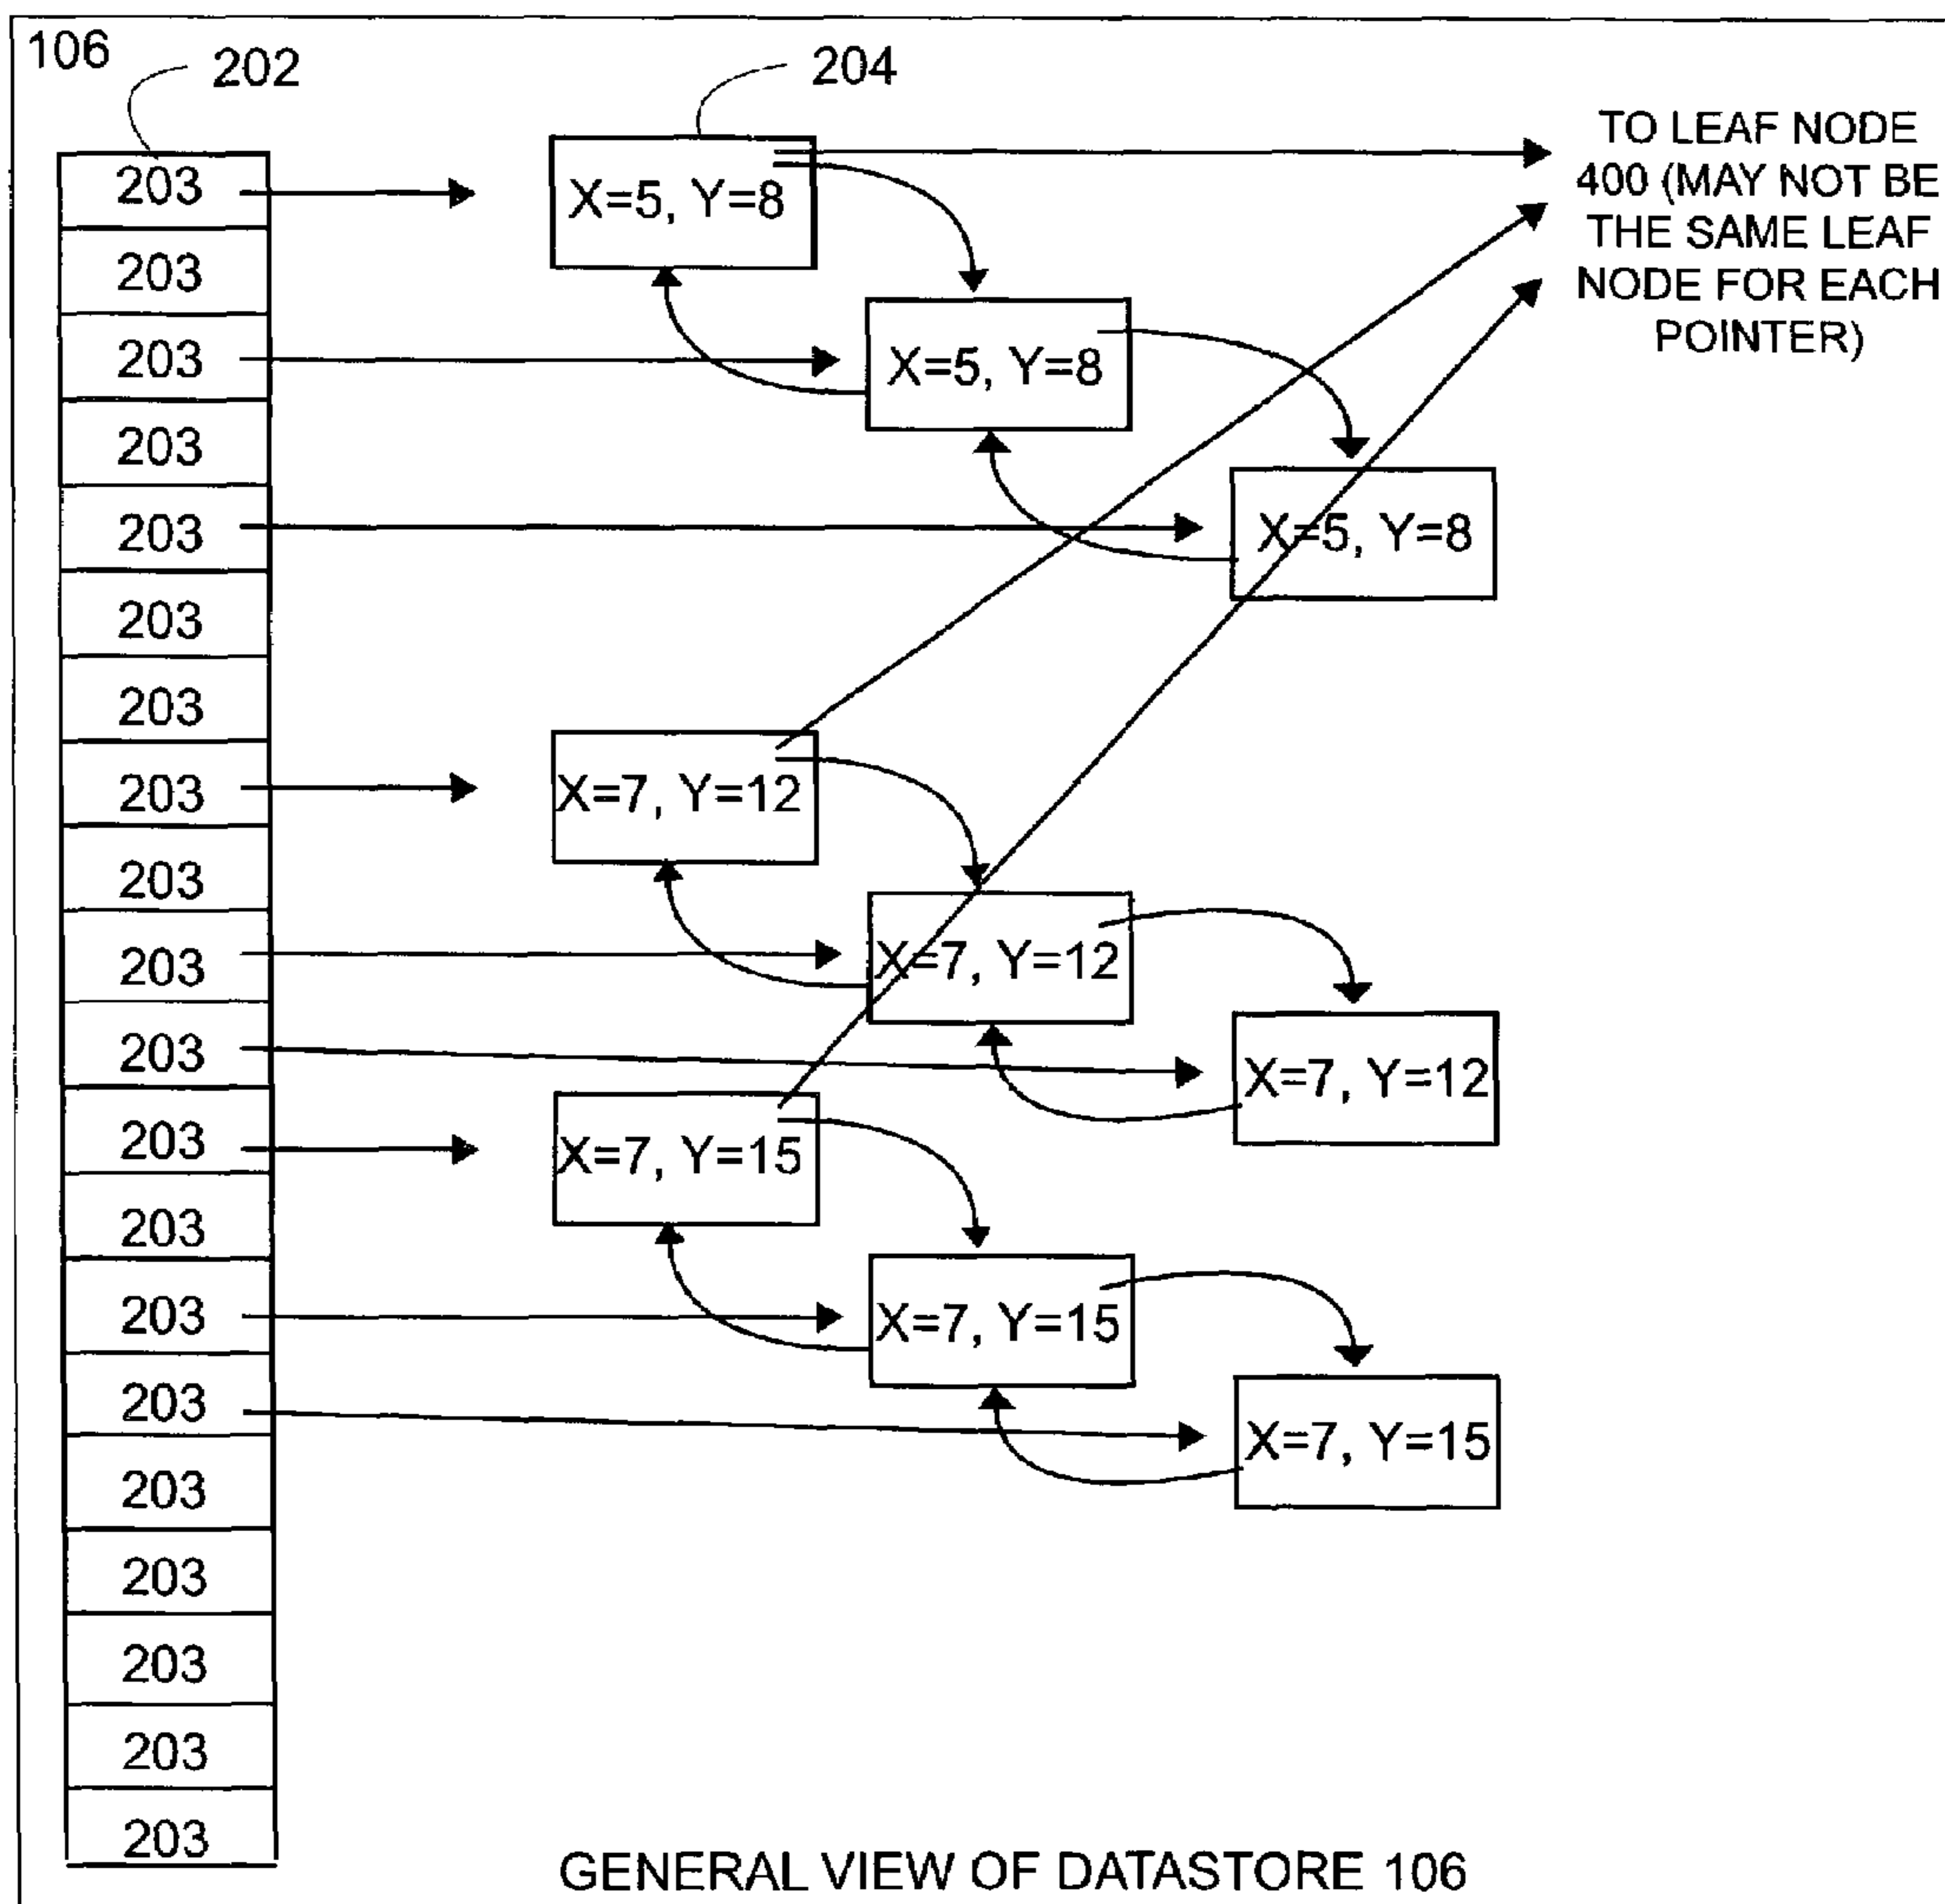 106
202
204
TO LEAF NODE
400 (MAY NOT BE
THE SAME LEAF
NODE FOR EACH
POINTER)
203
X=5, Y=8
203
203
X=5, Y=8
203
203
X=5, Y=8
203
203
203
X=7, Y=12
203
203
X=7, Y=12
203
X=7, Y=12
203
X=7, Y=15
203
203
X=7, Y=15
203
X=7, Y=15
203
203
203
203
203
GENERAL VIEW OF DATASTORE 106